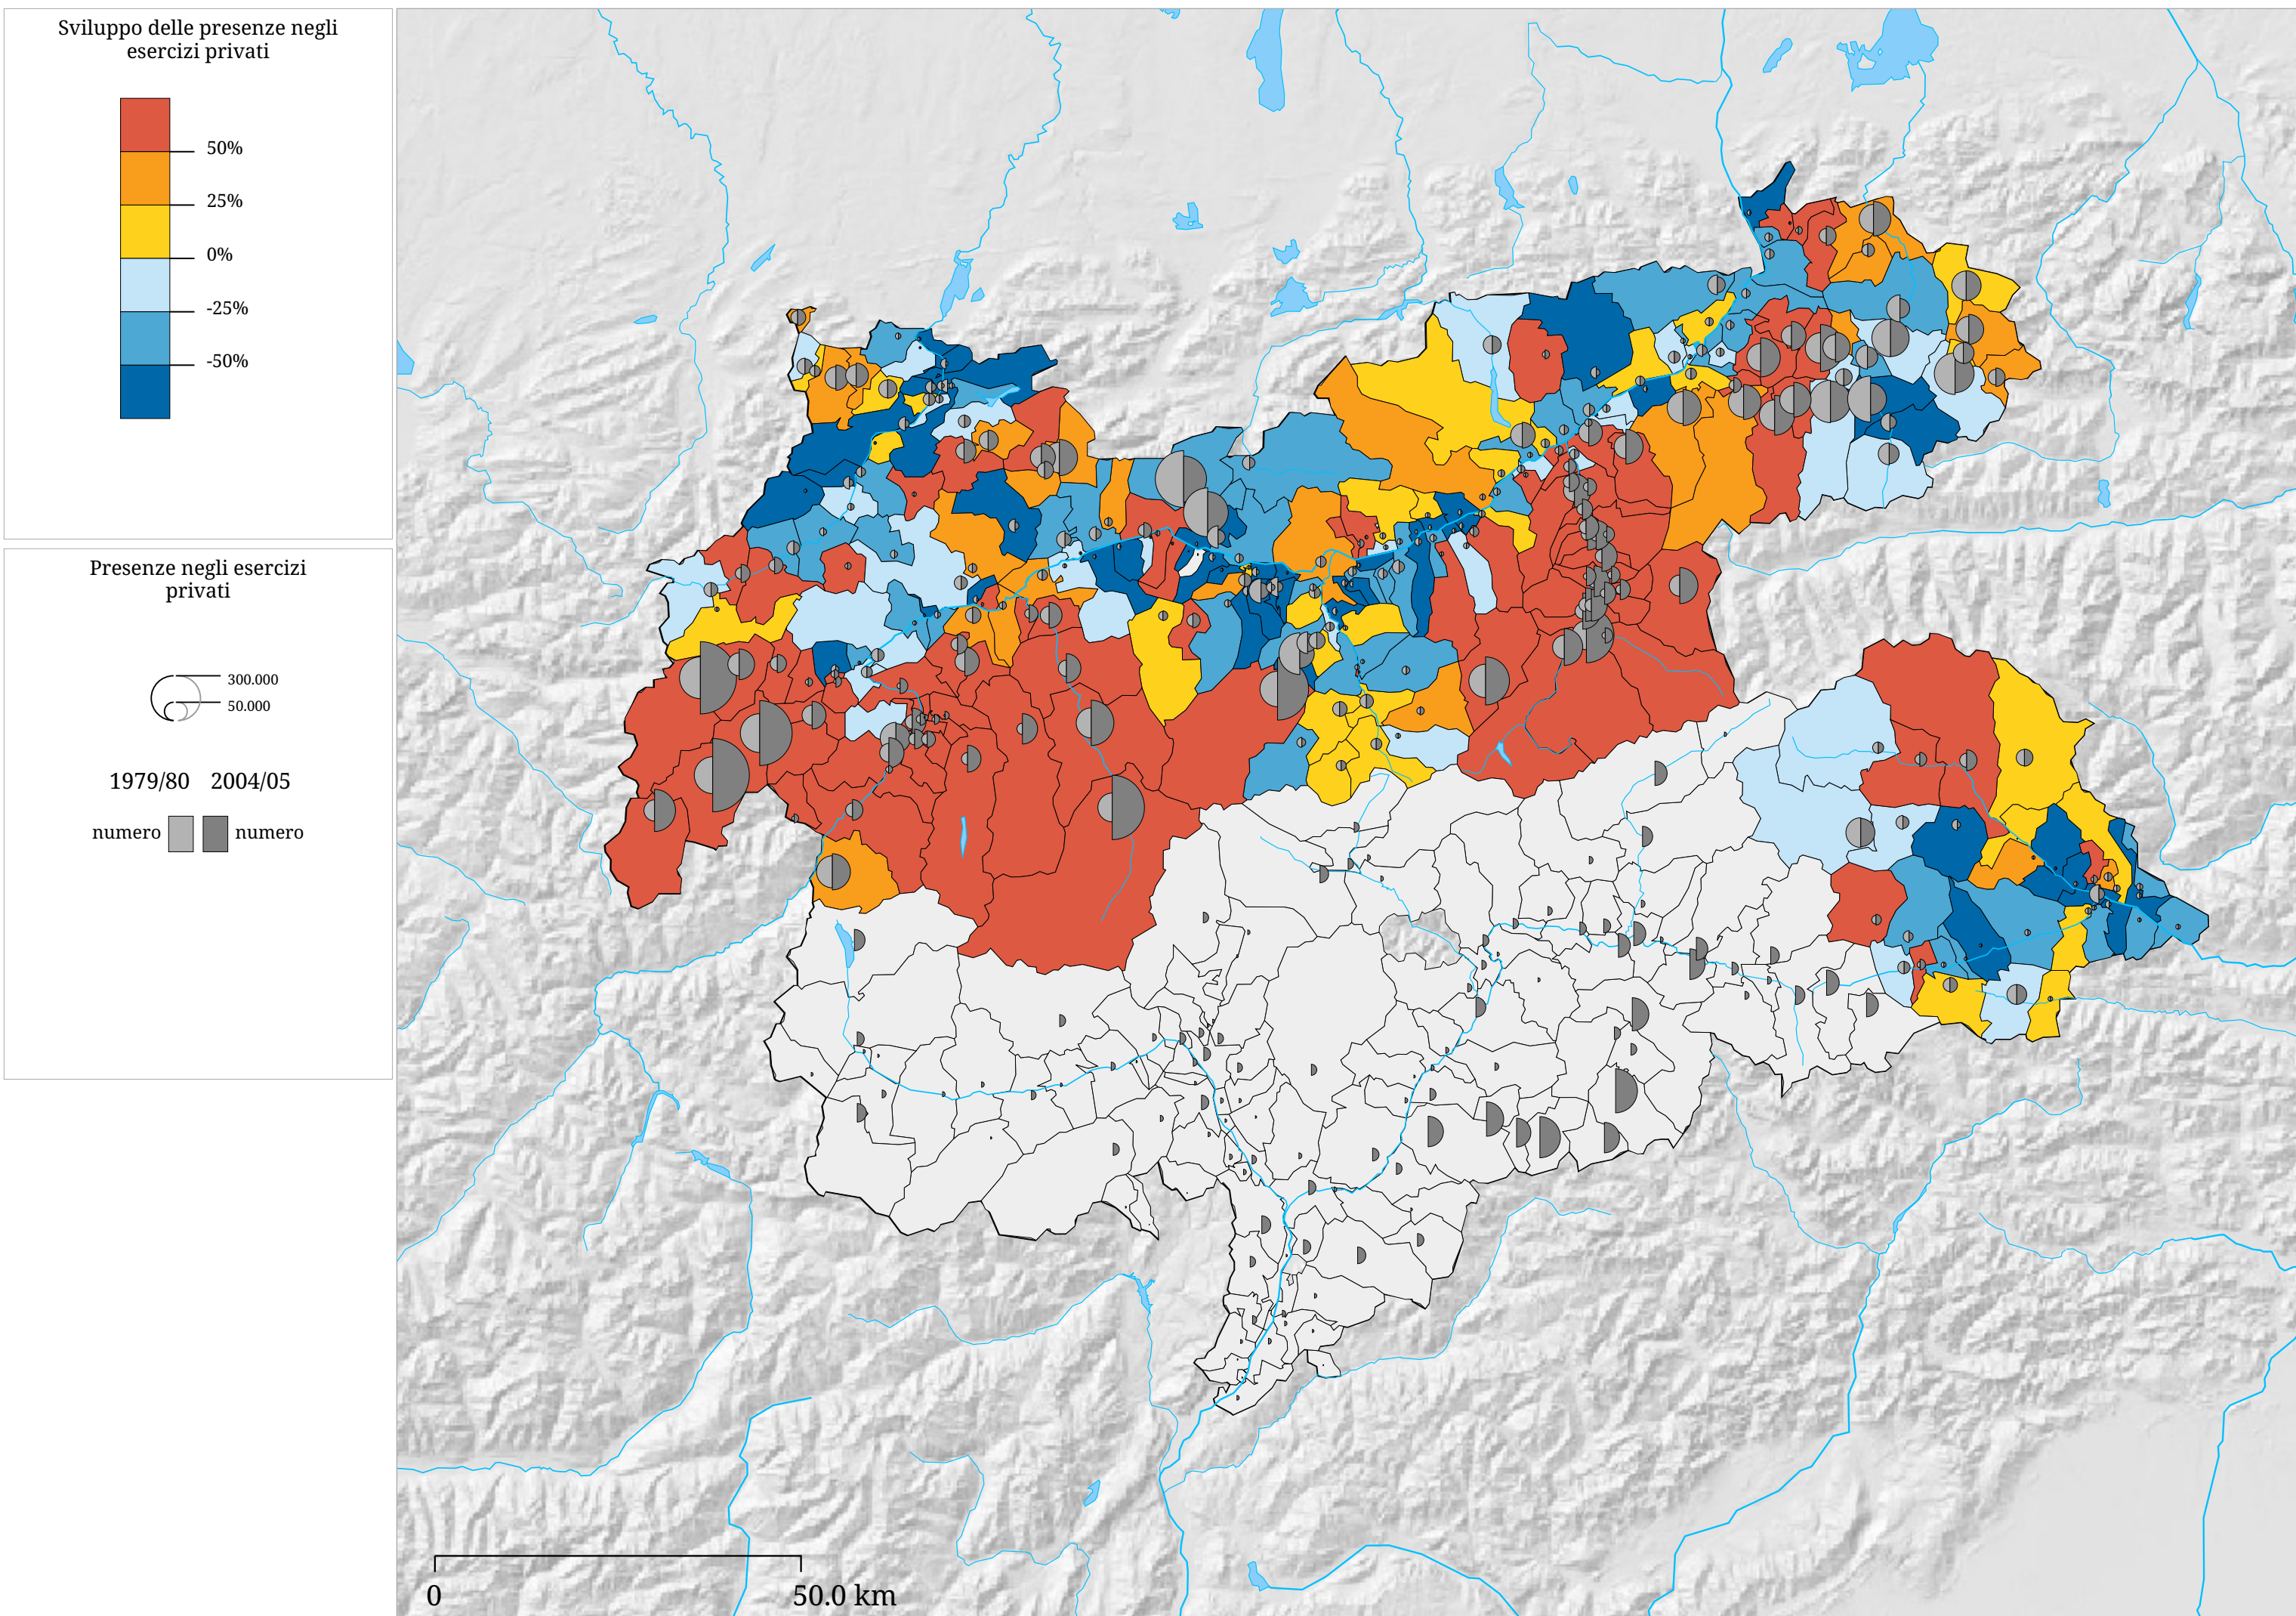 Sviluppo delle presenze negli
esercizi privati
50%
25%
0%
-25%
-50%
Presenze negli esercizi
privati
300.000
50.000
1979/80 2004/05
numero numero
0 50.0 km